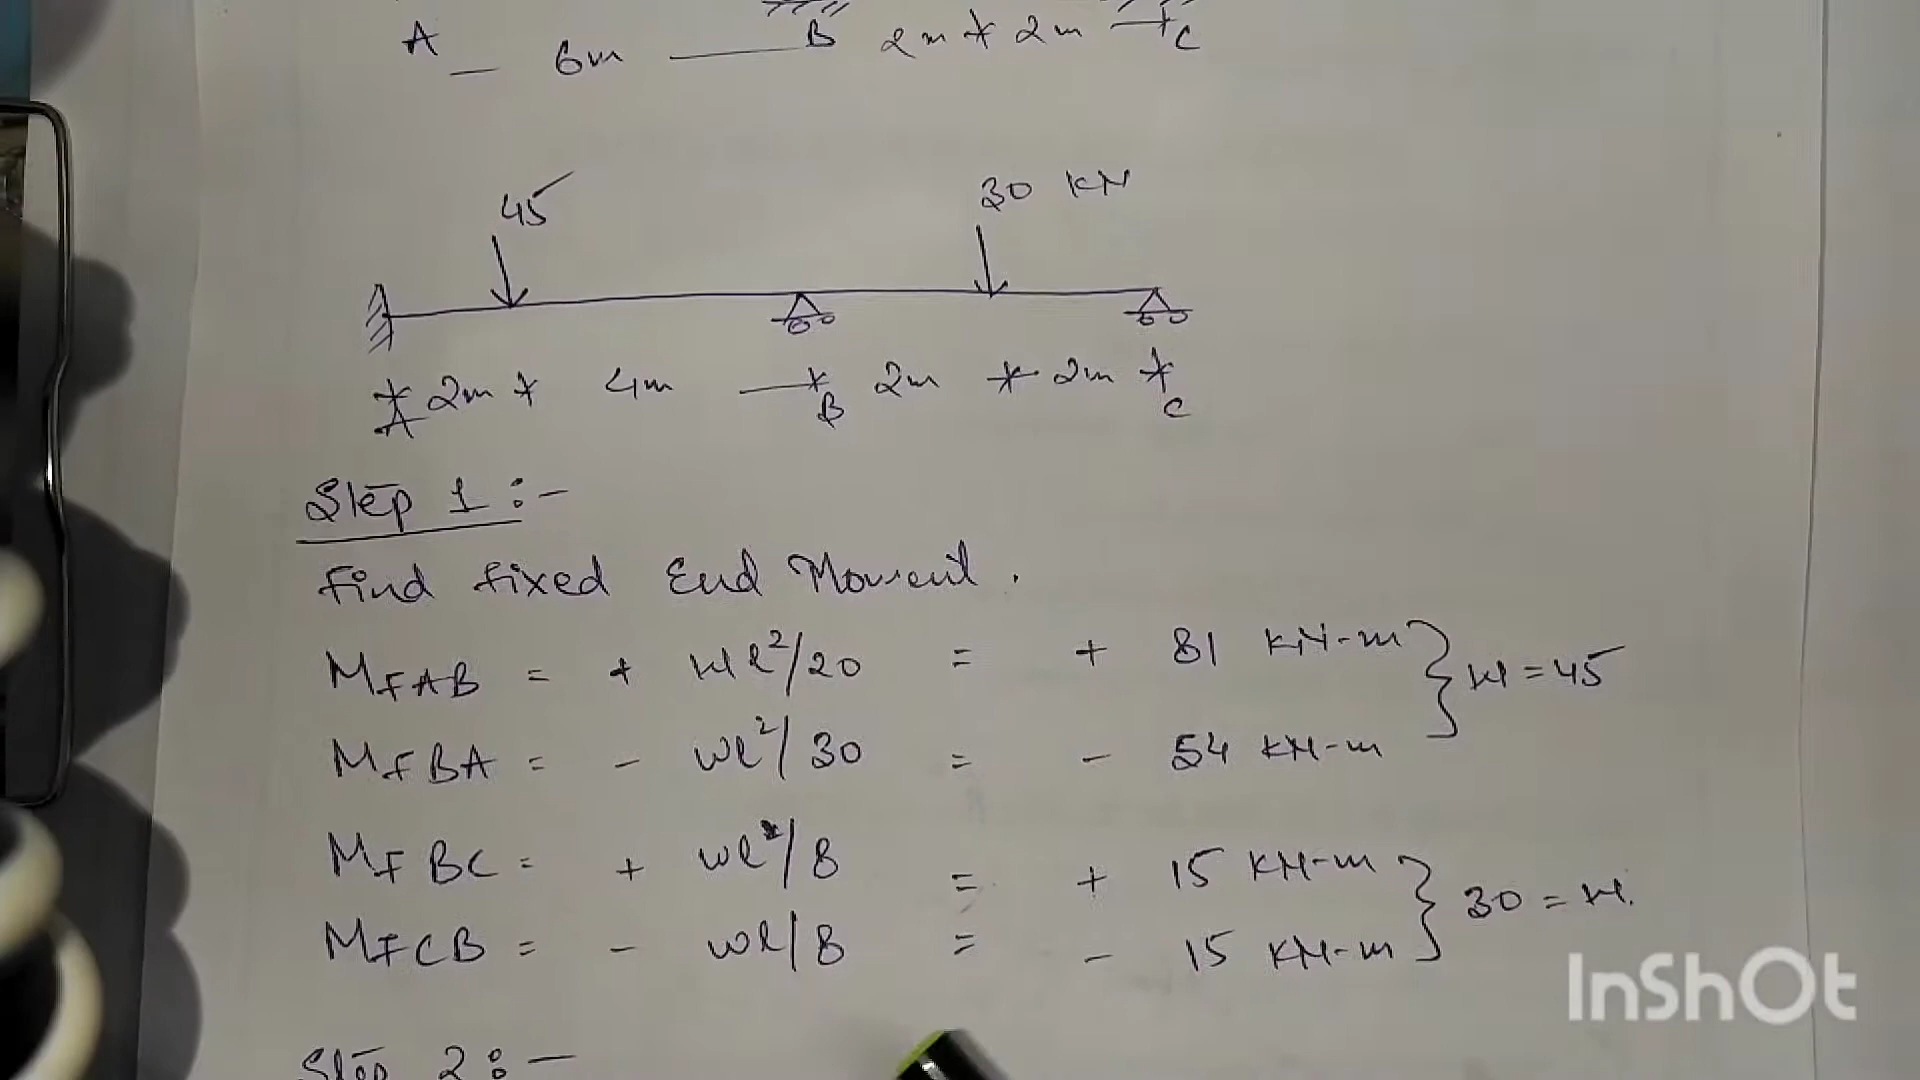 A 6m B 2m 2m C
45 30 KN
2m 4m 2m 2m
A B C
Step 1 :-
Find fixed End Moment.
MFAB = + wl²/20 = + 81 KN-m } w = 45
MFBA = - wl²/30 = - 54 KN-m
MFBC = + wl/8 = + 15 KN-m } 30 = w.
MFCB = - wl/8 = - 15 KN-m
InShOt
Step 2 :-